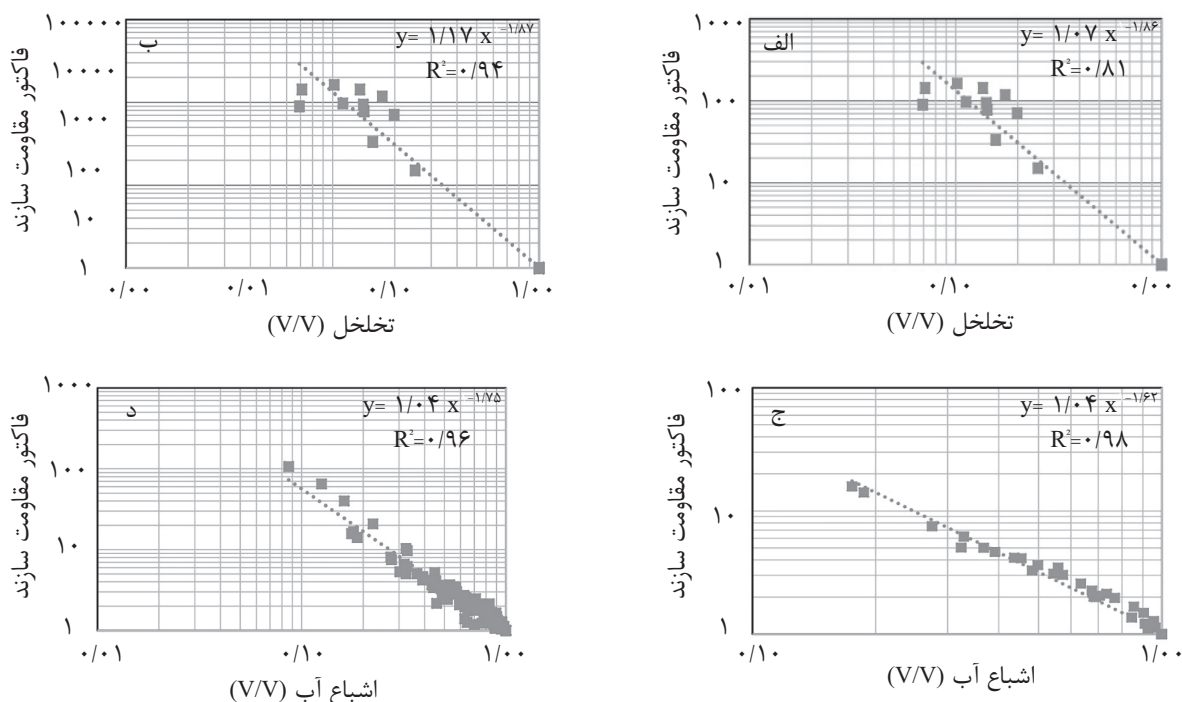 الف
y= ۱/۰۷ x −۱/۸۶
R²=۰/۸۱
فاکتور مقاومت سازند
۱۰۰۰
۱۰۰
۱۰
۱
۰/۰۱
۰/۱۰
۰/۰۰
تخلخل (V/V)
ب
y= ۱/۱۷ x −۱/۸۷
R²=۰/۹۴
فاکتور مقاومت سازند
۱۰۰۰۰۰
۱۰۰۰۰
۱۰۰۰
۱۰۰
۱۰
۱
۰/۰۰
۰/۰۱
۰/۱۰
۱/۰۰
تخلخل (V/V)
ج
y= ۱/۰۴ x −۱/۶۲
R²=۰/۹۸
فاکتور مقاومت سازند
۱۰۰
۱۰
۱
۰/۱۰
۱/۰۰
اشباع آب (V/V)
د
y= ۱/۰۴ x −۱/۷۵
R²=۰/۹۶
فاکتور مقاومت سازند
۱۰۰۰
۱۰۰
۱۰
۱
۰/۰۱
۰/۱۰
۱/۰۰
اشباع آب (V/V)